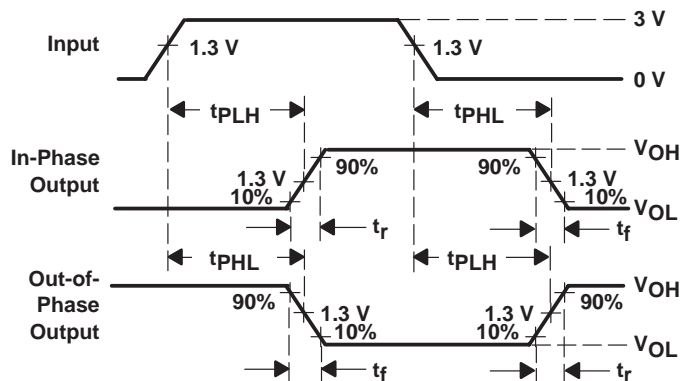 3 V
Input
1.3 V
1.3 V
0 V
tPLH
tPHL
In-Phase
Output
VOH
90%
90%
1.3 V
1.3 V
10%
10%
VOL
tr
tf
tPHL
tPLH
Out-of-
Phase
Output
VOH
90%
90%
1.3 V
1.3 V
10%
10%
VOL
tf
tr